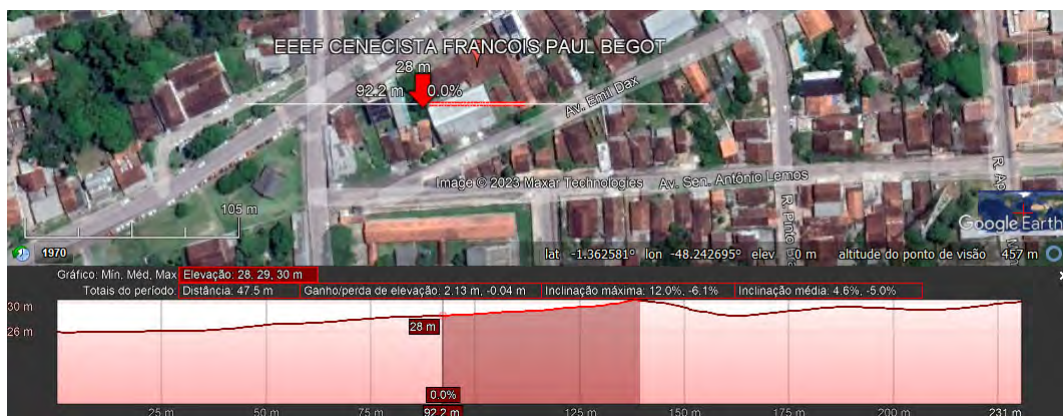 EEEF CENECISTA FRANCOIS PAUL BEGOT
28 m
92.2 m 0.0%
Av. Emil Dax
Image © 2023 Maxar Technologies
Av. Sen. Antônio Lemos
105 m
Google Earth
1970
lat -1.362581° lon -48.242695° elev 0 m altitude do ponto de visão 457 m
Gráfico: Mín, Méd, Max Elevação: 28, 29, 30 m
Totais do período: Distância: 47.5 m Ganho/perda de elevação: 2.13 m, -0.04 m Inclinação máxima: 12.0%, -6.1% Inclinação média: 4.6%, -5.0%
30 m
26 m
28 m
0.0%
25 m 50 m 75 m 92.2 m 125 m 150 m 175 m 200 m 231 m